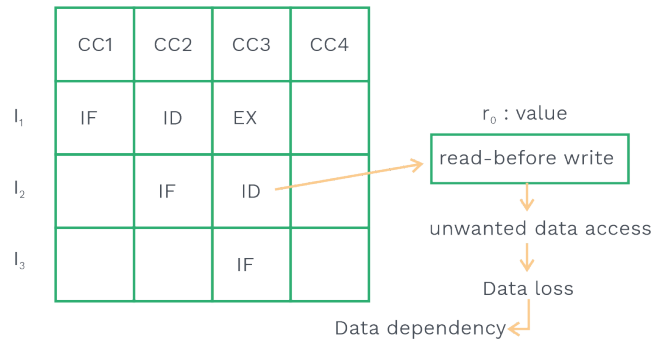 CC1 CC2 CC3 CC4
I₁ IF ID EX
r₀ : value
I₂ IF ID
read-before write
unwanted data access
I₃ IF
Data loss
Data dependency